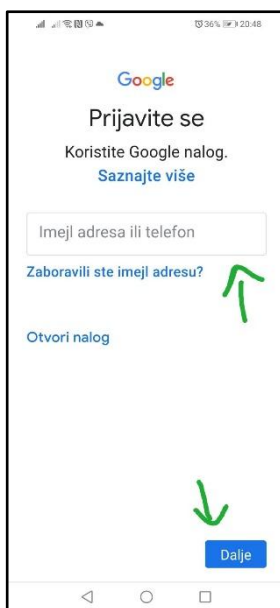 36% 20:48
Google
Prijavite se
Koristite Google nalog.
Saznajte više
Imejl adresa ili telefon
Zaboravili ste imejl adresu?
Otvori nalog
Dalje